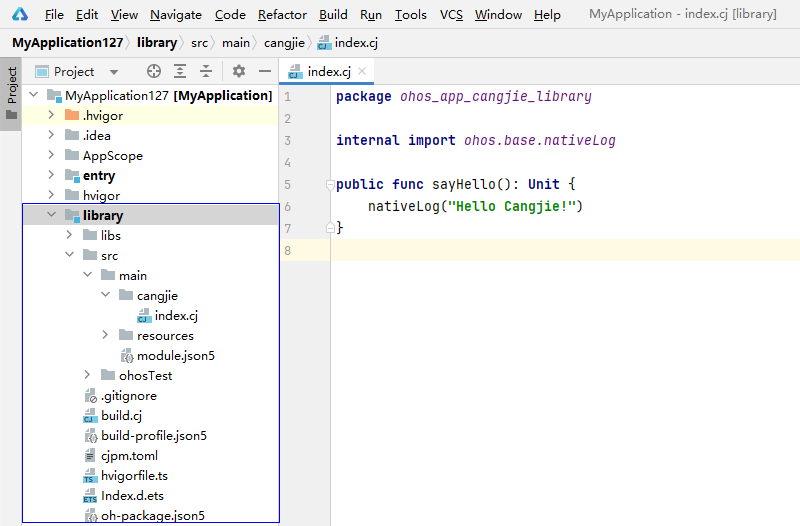 File Edit View Navigate Code Refactor Build Run Tools VCS Window Help MyApplication - index.cj [library]
MyApplication127 library src main cangjie index.cj
Project
Project
index.cj
MyApplication127 [MyApplication]
.hvigor
.idea
AppScope
entry
hvigor
library
libs
src
main
cangjie
index.cj
resources
module.json5
ohosTest
.gitignore
build.cj
build-profile.json5
cjpm.toml
hvigorfile.ts
Index.d.ets
oh-package.json5
1 package ohos_app_cangjie_library
2
3 internal import ohos.base.nativeLog
4
5 public func sayHello(): Unit {
6 nativeLog("Hello Cangjie!")
7 }
8